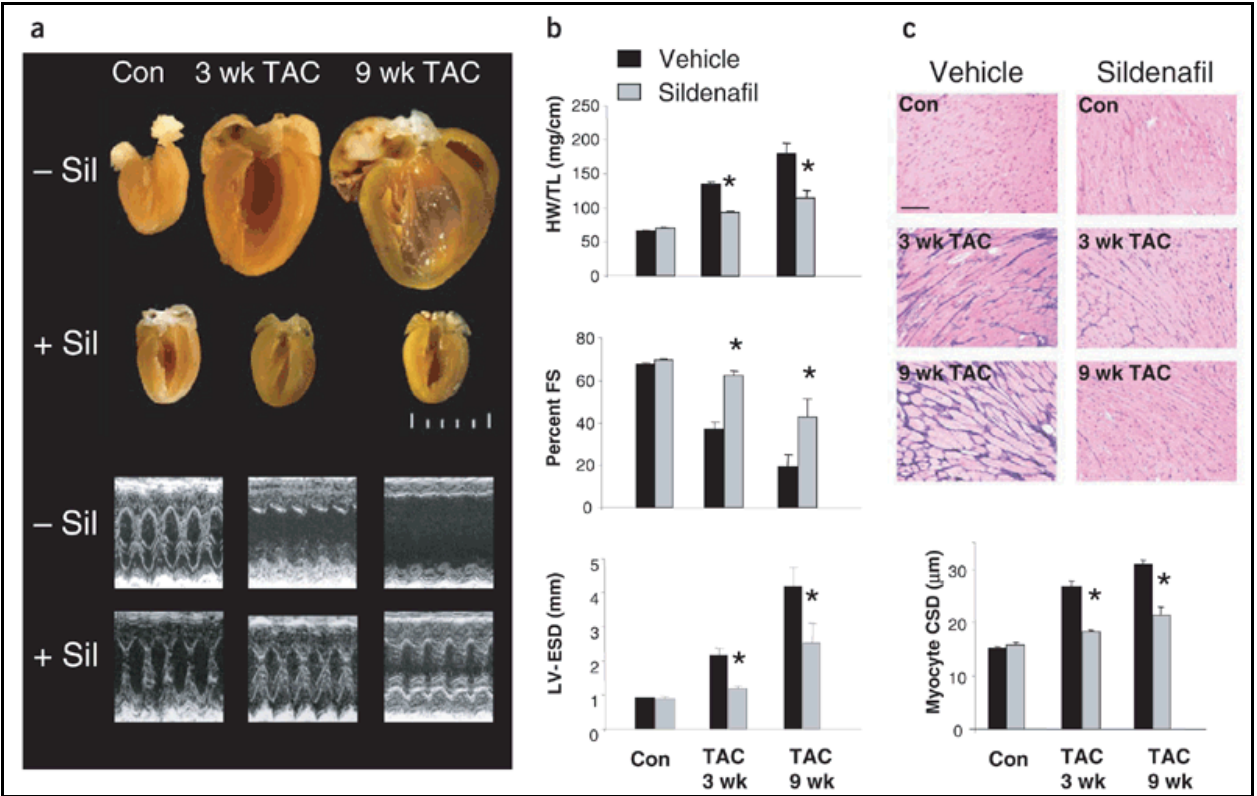 a
Con 3 wk TAC 9 wk TAC
– Sil
+ Sil
– Sil
+ Sil
b
Vehicle
Sildenafil
250
200
150
100
50
0
HW/TL (mg/cm)
*
*
80
60
40
20
0
Percent FS
*
*
5
4
3
2
1
0
LV-ESD (mm)
*
*
Con TAC TAC
3 wk 9 wk
c
Vehicle Sildenafil
Con Con
3 wk TAC 3 wk TAC
9 wk TAC 9 wk TAC
30
20
10
0
Myocyte CSD (μm)
*
*
Con TAC TAC
3 wk 9 wk